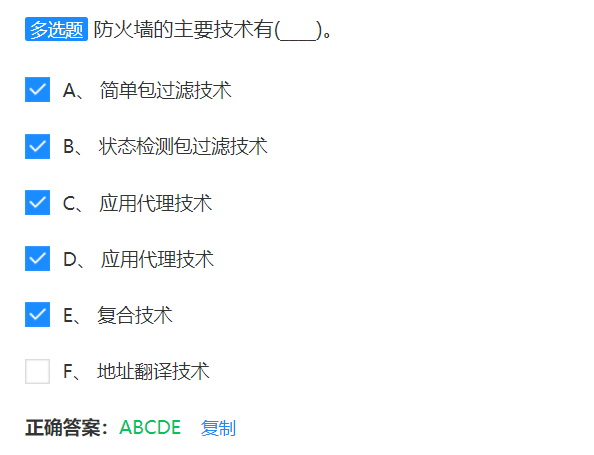 多选题 防火墙的主要技术有(____)。
A、 简单包过滤技术
B、 状态检测包过滤技术
C、 应用代理技术
D、 应用代理技术
E、 复合技术
F、 地址翻译技术
正确答案：ABCDE 复制